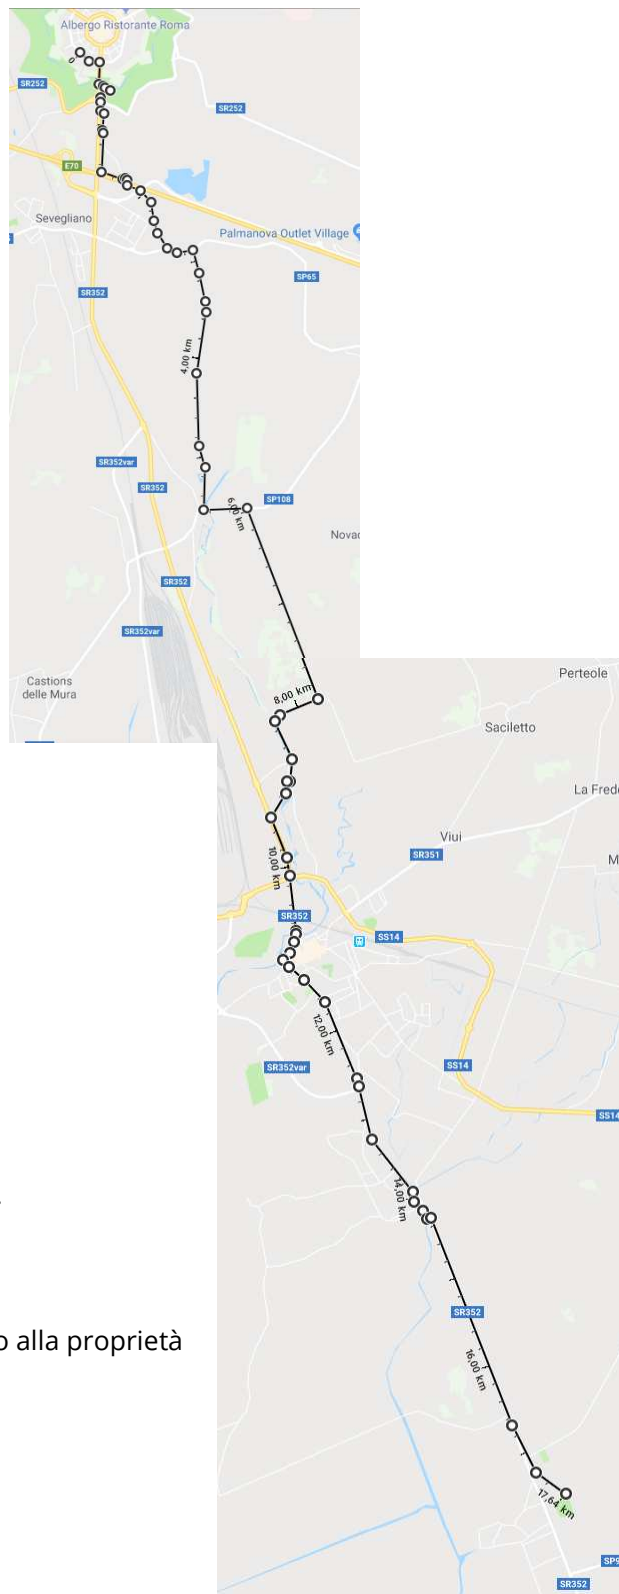 Albergo Ristorante Roma
0
SR252
SR252
E70
Sevegliano
Palmanova Outlet Village
SP65
SR352
4,00 km
SR352var
SR352
6,00 km
SP108
SR352
SR352var
Castions
delle Mura
8,00 km
Perteole
Saciletto
La Frede
Viui
SR351
10,00 km
SR352
SS14
12,00 km
SR352var
SS14
SS14
14,00 km
SR352
o alla proprietà
16,00 km
17,64 km
SP9
SR352